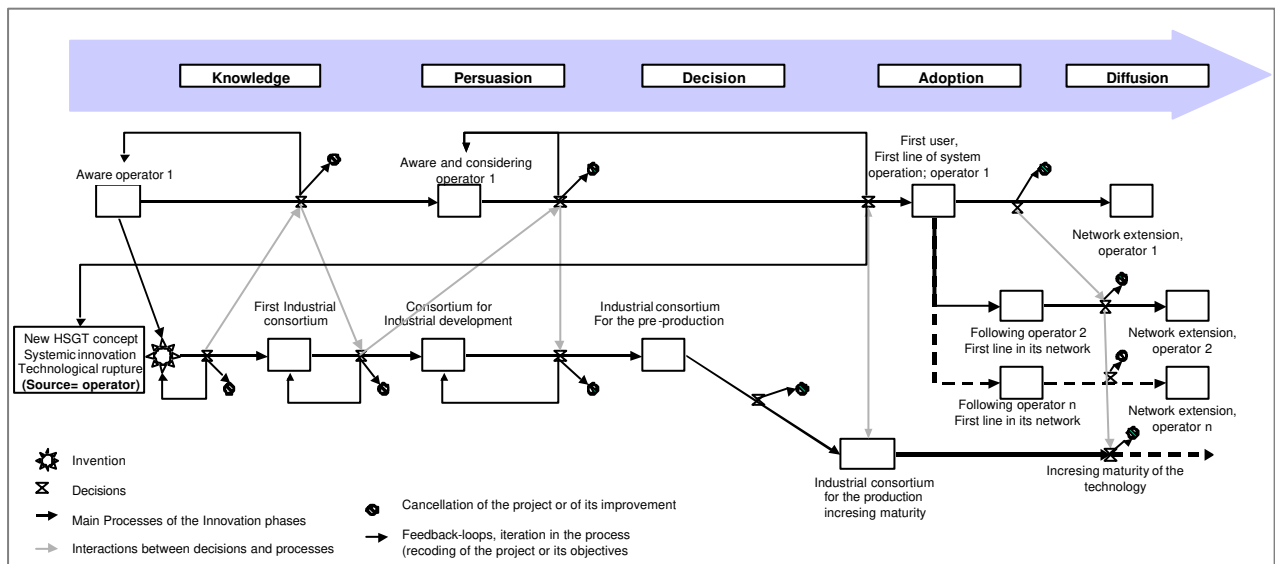 Knowledge
Persuasion
Decision
Adoption
Diffusion
Aware operator 1
Aware and considering
operator 1
First user,
First line of system
operation; operator 1
Network extension,
operator 1
First Industrial
consortium
Consortium for
Industrial development
Industrial consortium
For the pre-production
New HSGT concept
Systemic innovation
Technological rupture
(Source= operator)
Following operator 2
First line in its network
Network extension,
operator 2
Following operator n
First line in its network
Network extension,
operator n
Industrial consortium
for the production
incresing maturity
Incresing maturity of the
technology
Invention
Decisions
Main Processes of the Innovation phases
Interactions between decisions and processes
Cancellation of the project or of its improvement
Feedback-loops, iteration in the process
(recoding of the project or its objectives